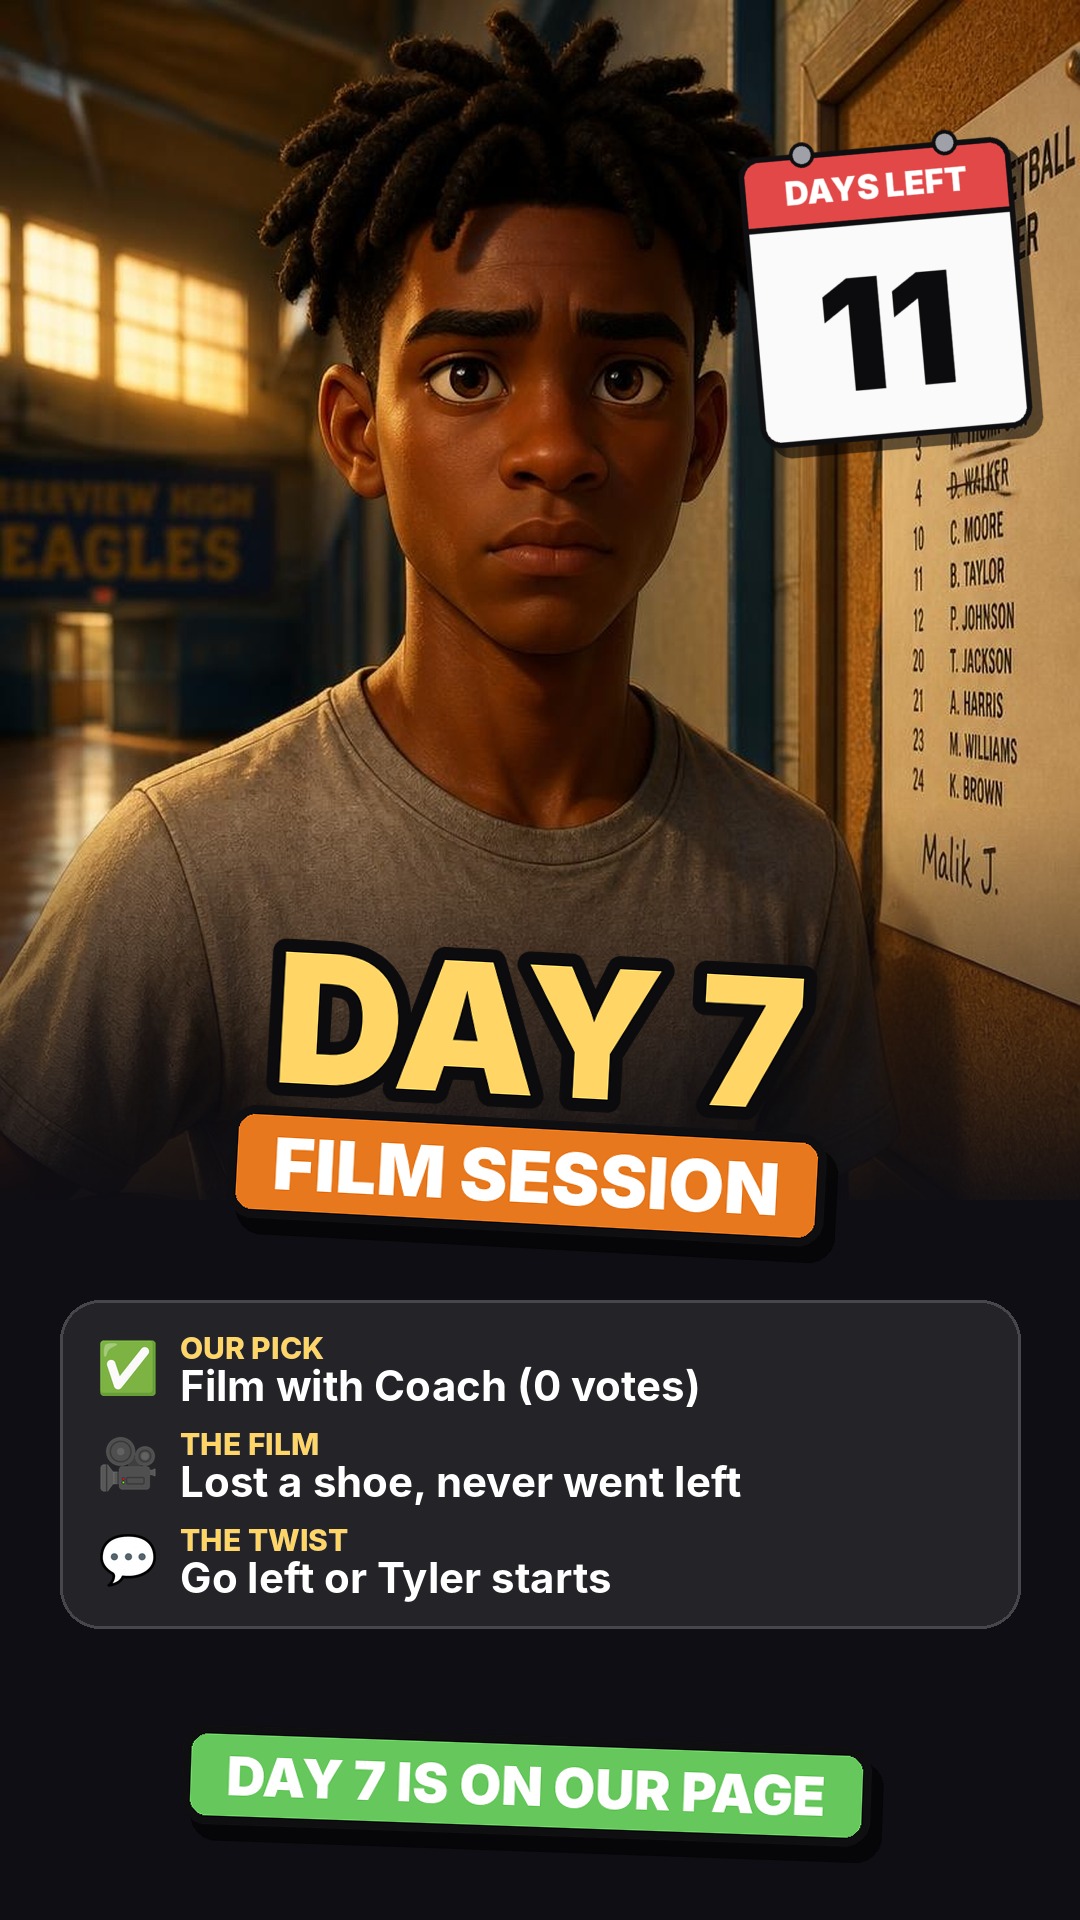 DAYS LEFT
11
3
4 D. WALKER
10 C. MOORE
11 B. TAYLOR
12 P. JOHNSON
20 T. JACKSON
21 A. HARRIS
23 M. WILLIAMS
24 K. BROWN
Malik J.
HIGH
EAGLES
DAY 7
FILM SESSION
OUR PICK
Film with Coach (0 votes)
THE FILM
Lost a shoe, never went left
THE TWIST
Go left or Tyler starts
DAY 7 IS ON OUR PAGE